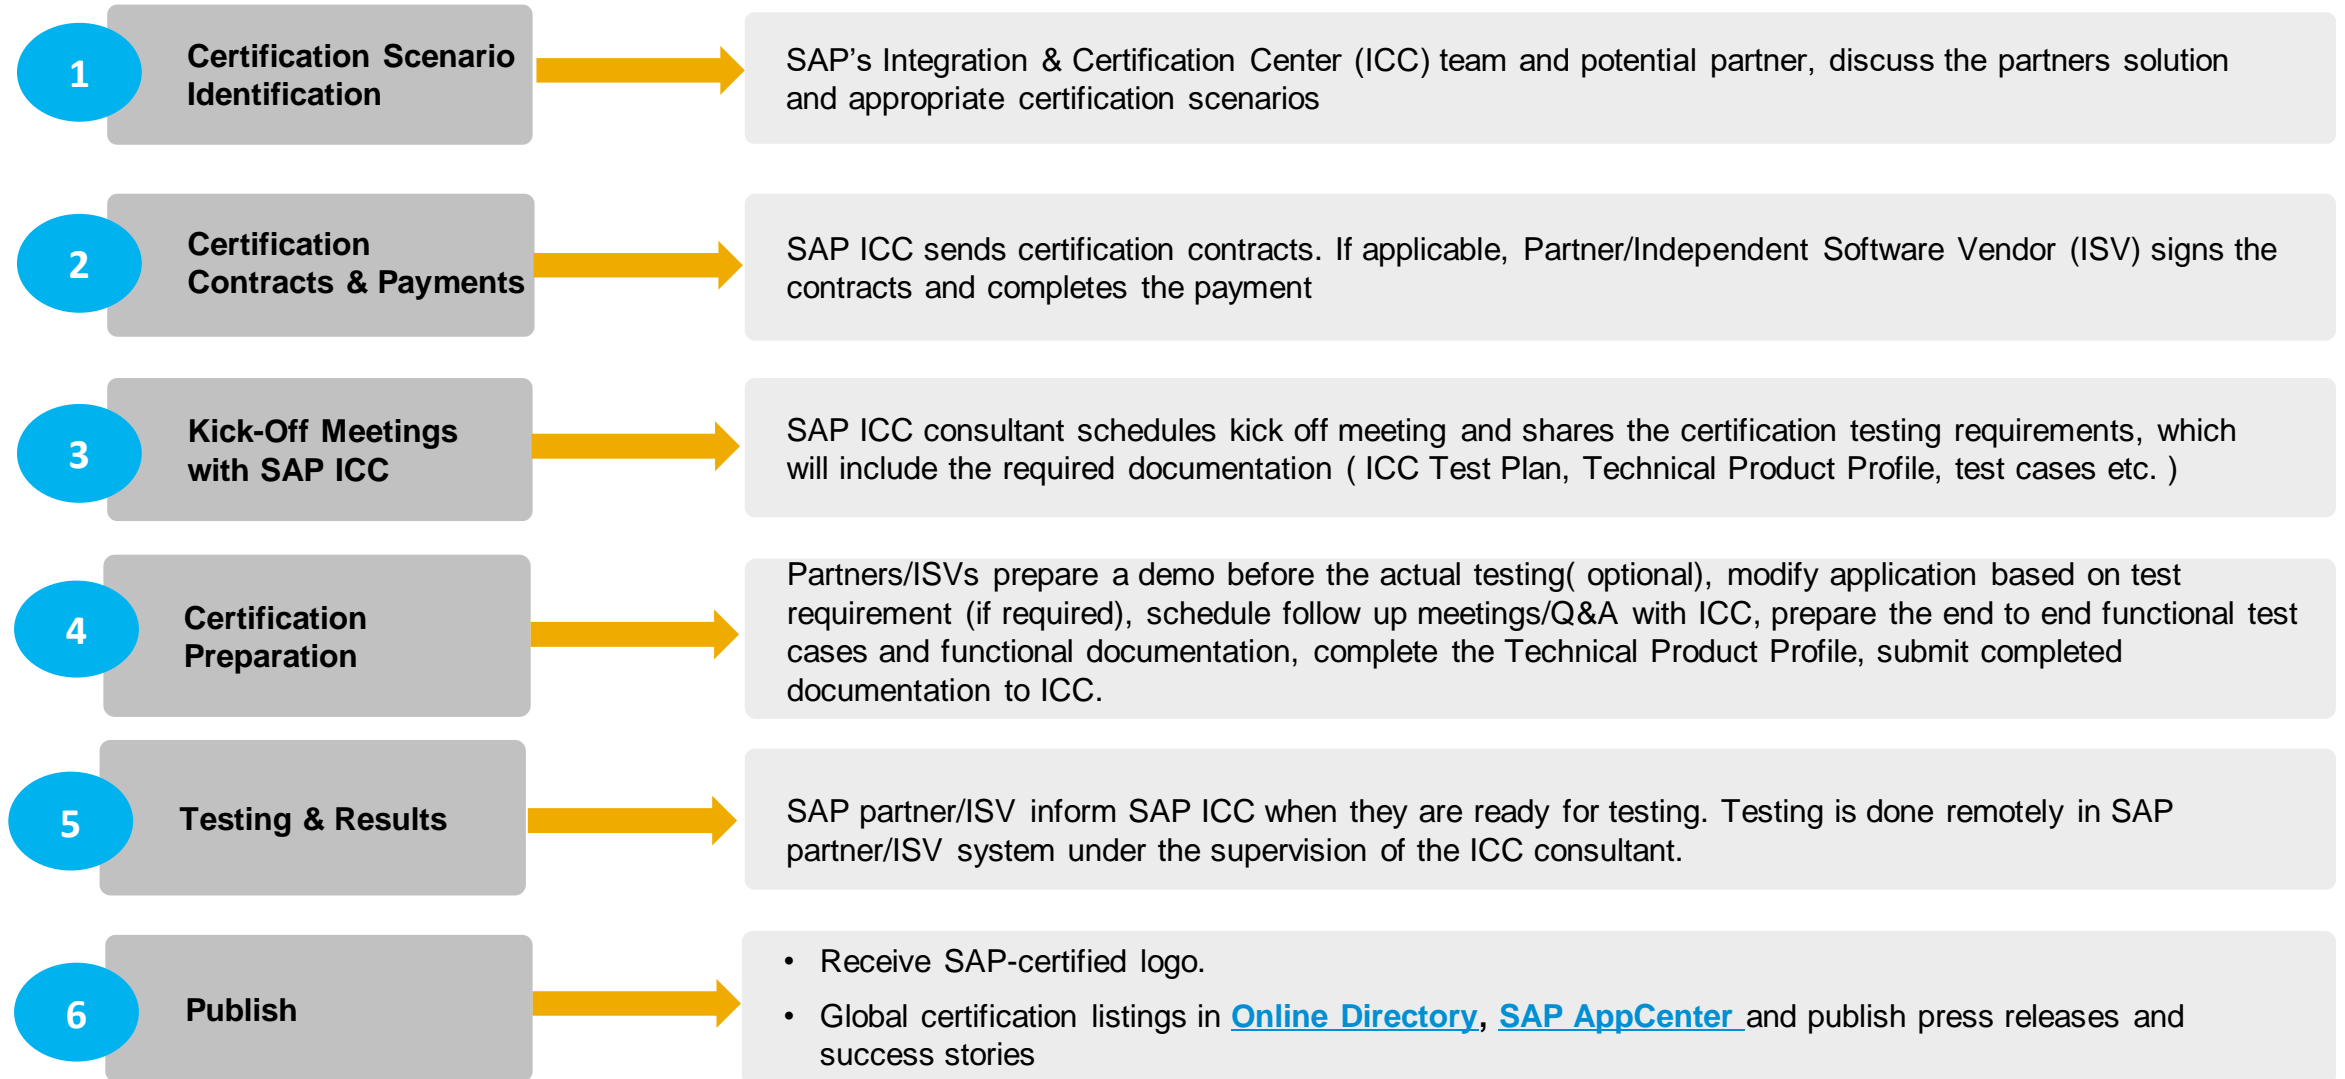 1
Certification Scenario
Identification
SAP’s Integration & Certification Center (ICC) team and potential partner, discuss the partners solution
and appropriate certification scenarios
2
Certification
Contracts & Payments
SAP ICC sends certification contracts. If applicable, Partner/Independent Software Vendor (ISV) signs the
contracts and completes the payment
3
Kick-Off Meetings
with SAP ICC
SAP ICC consultant schedules kick off meeting and shares the certification testing requirements, which
will include the required documentation ( ICC Test Plan, Technical Product Profile, test cases etc. )
4
Certification
Preparation
Partners/ISVs prepare a demo before the actual testing( optional), modify application based on test
requirement (if required), schedule follow up meetings/Q&A with ICC, prepare the end to end functional test
cases and functional documentation, complete the Technical Product Profile, submit completed
documentation to ICC.
5
Testing & Results
SAP partner/ISV inform SAP ICC when they are ready for testing. Testing is done remotely in SAP
partner/ISV system under the supervision of the ICC consultant.
6
Publish
• Receive SAP-certified logo.
• Global certification listings in Online Directory, SAP AppCenter and publish press releases and
success stories